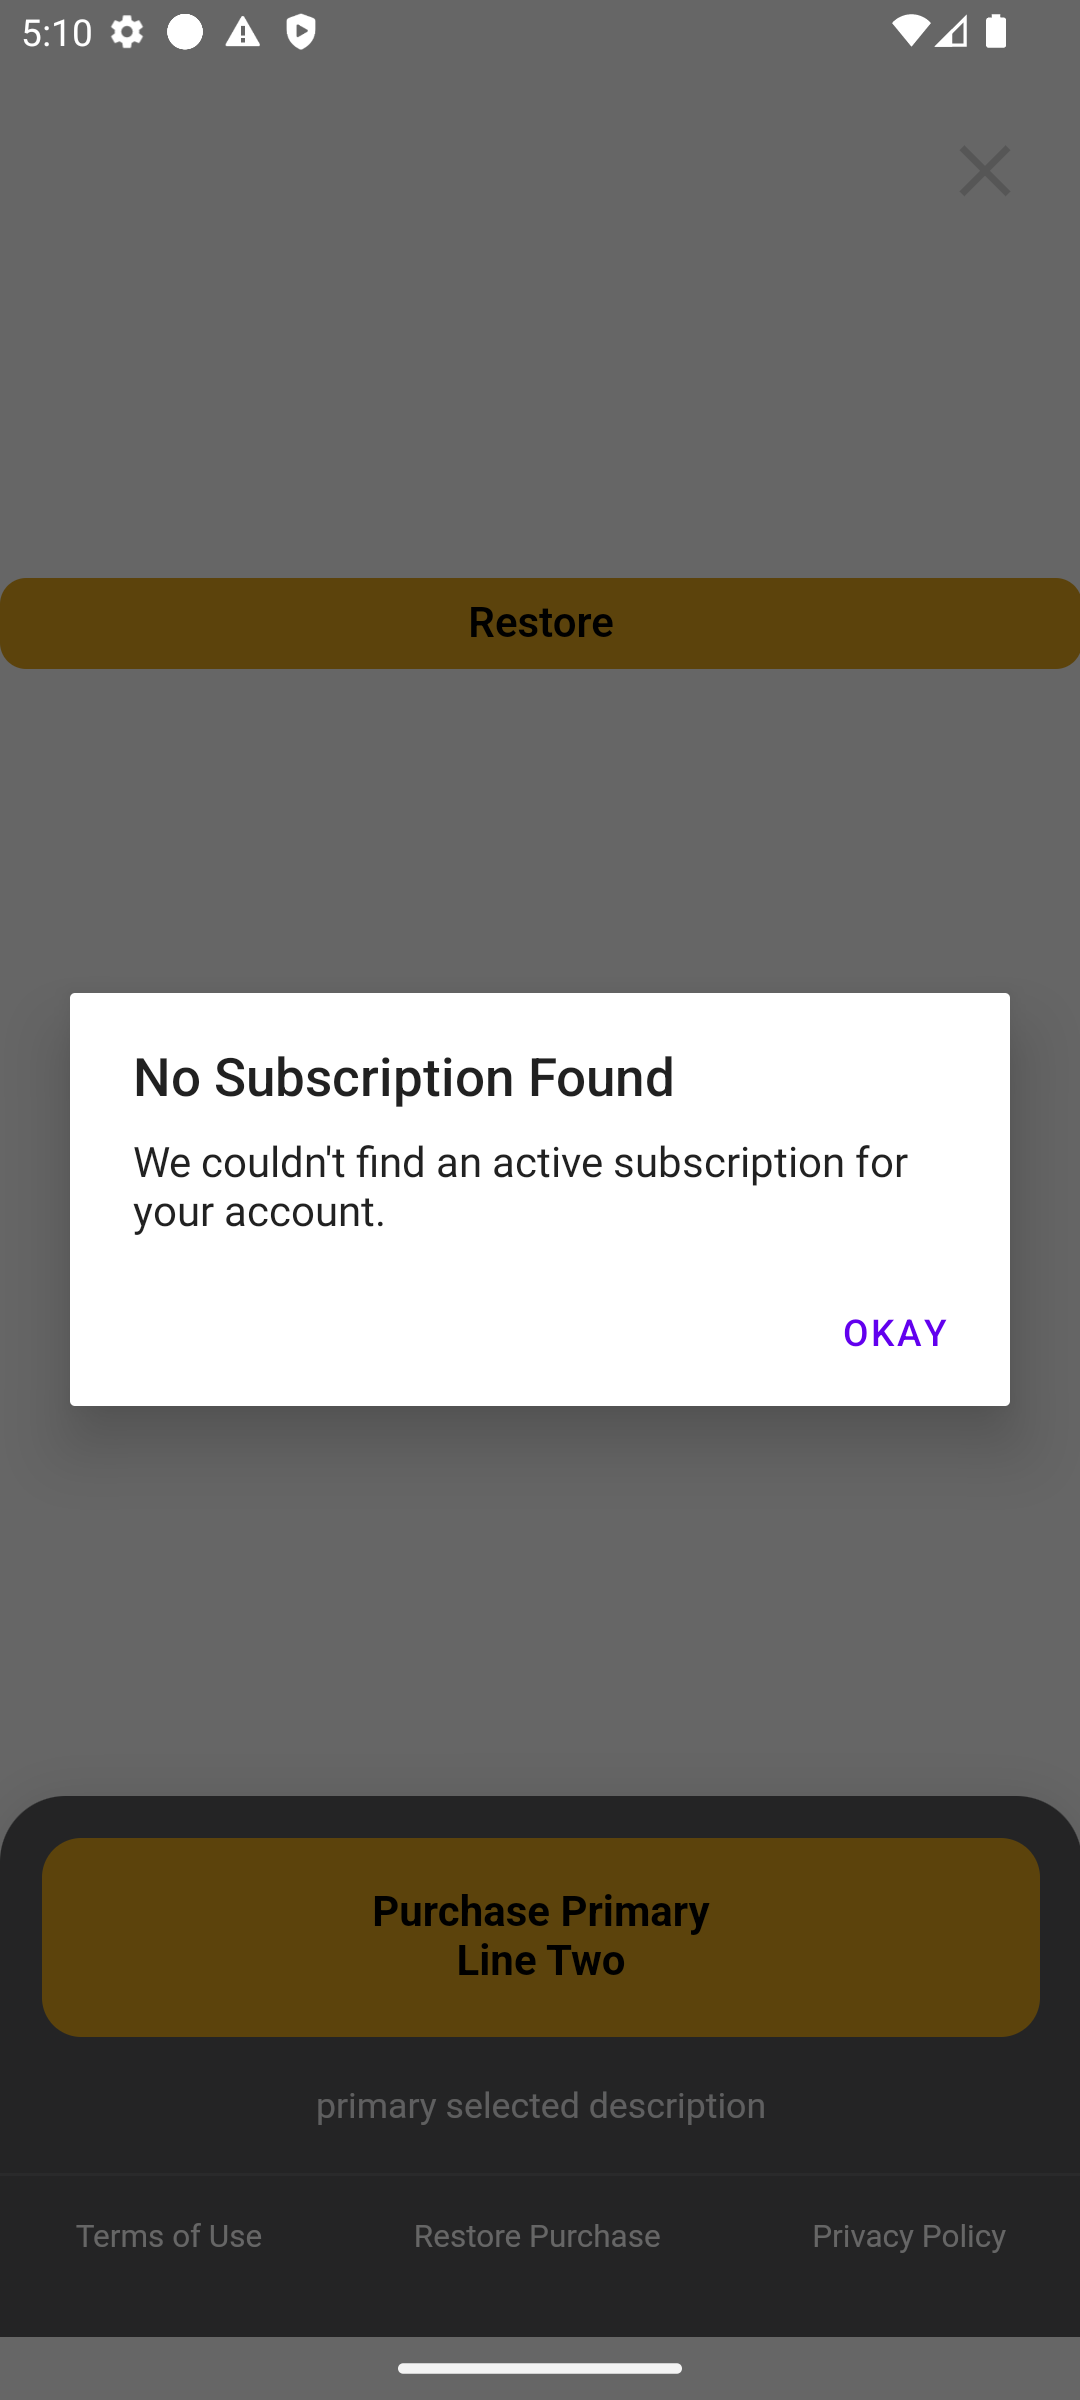 5:10
Restore
No Subscription Found
We couldn't find an active subscription for
your account.
OKAY
Purchase Primary
Line Two
primary selected description
Terms of Use
Restore Purchase
Privacy Policy